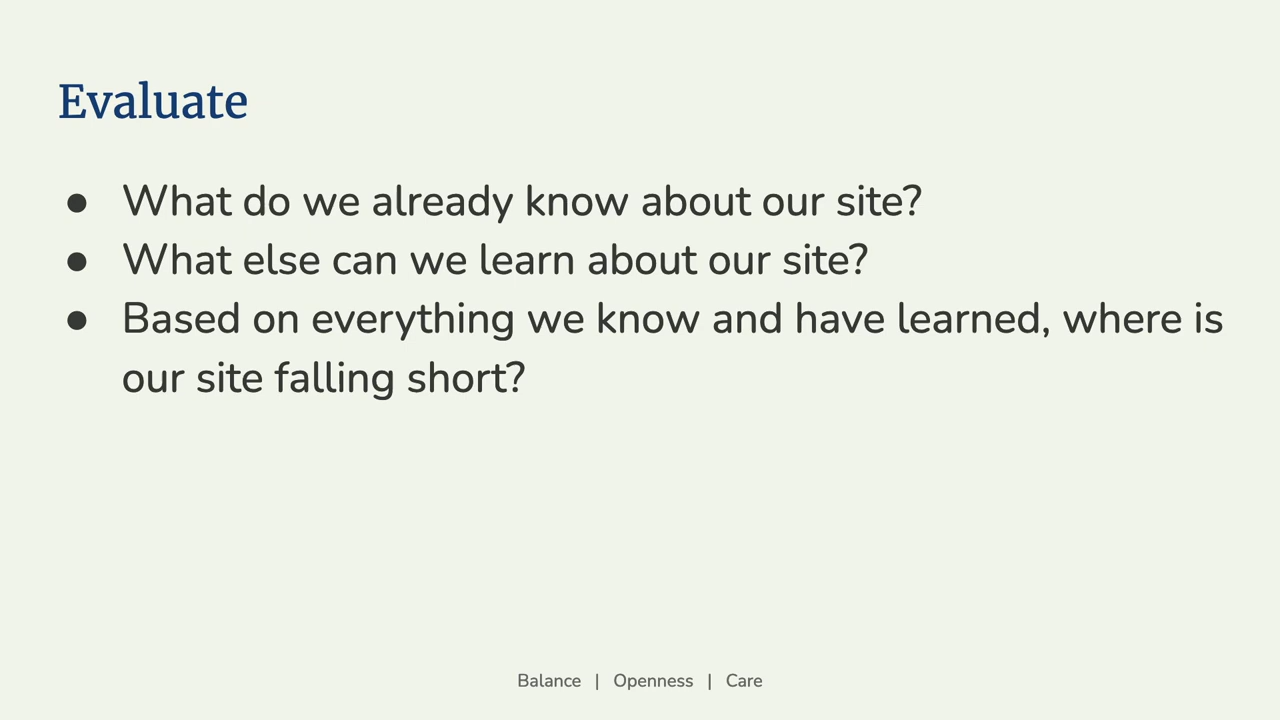 Evaluate
● What do we already know about our site?
● What else can we learn about our site?
● Based on everything we know and have learned, where is
our site falling short?
Balance | Openness | Care